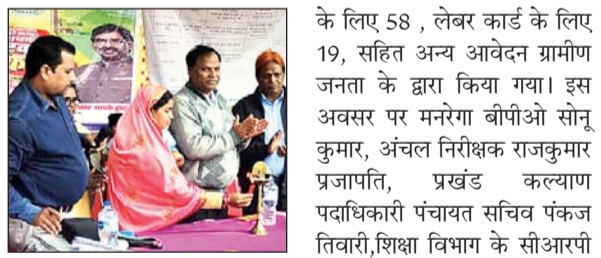 के लिए 58 , लेबर कार्ड के लिए
19, सहित अन्य आवेदन ग्रामीण
जनता के द्वारा किया गया। इस
अवसर पर मनरेगा बीपीओ सोनू
कुमार, अंचल निरीक्षक राजकुमार
प्रजापति, प्रखंड कल्याण
पदाधिकारी पंचायत सचिव पंकज
तिवारी,शिक्षा विभाग के सीआरपी